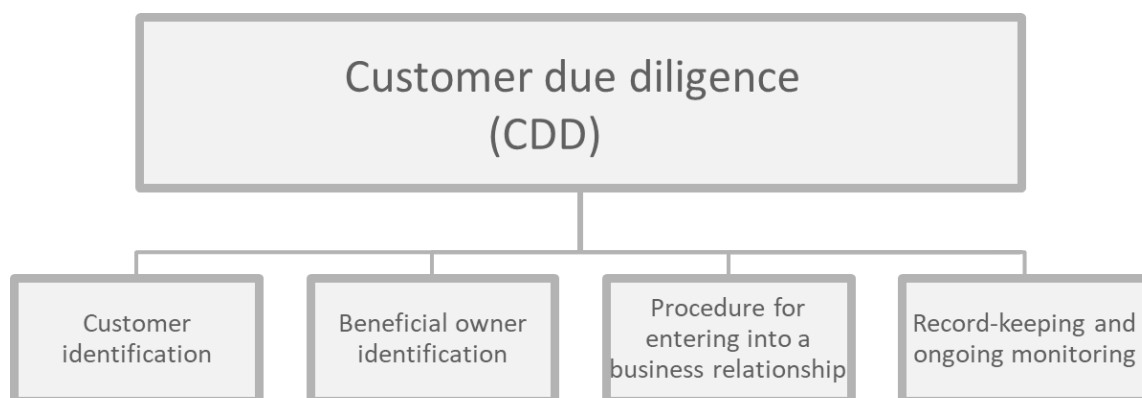 Customer due diligence
(CDD)
Customer
identification
Beneficial owner
identification
Procedure for
entering into a
business relationship
Record-keeping and
ongoing monitoring